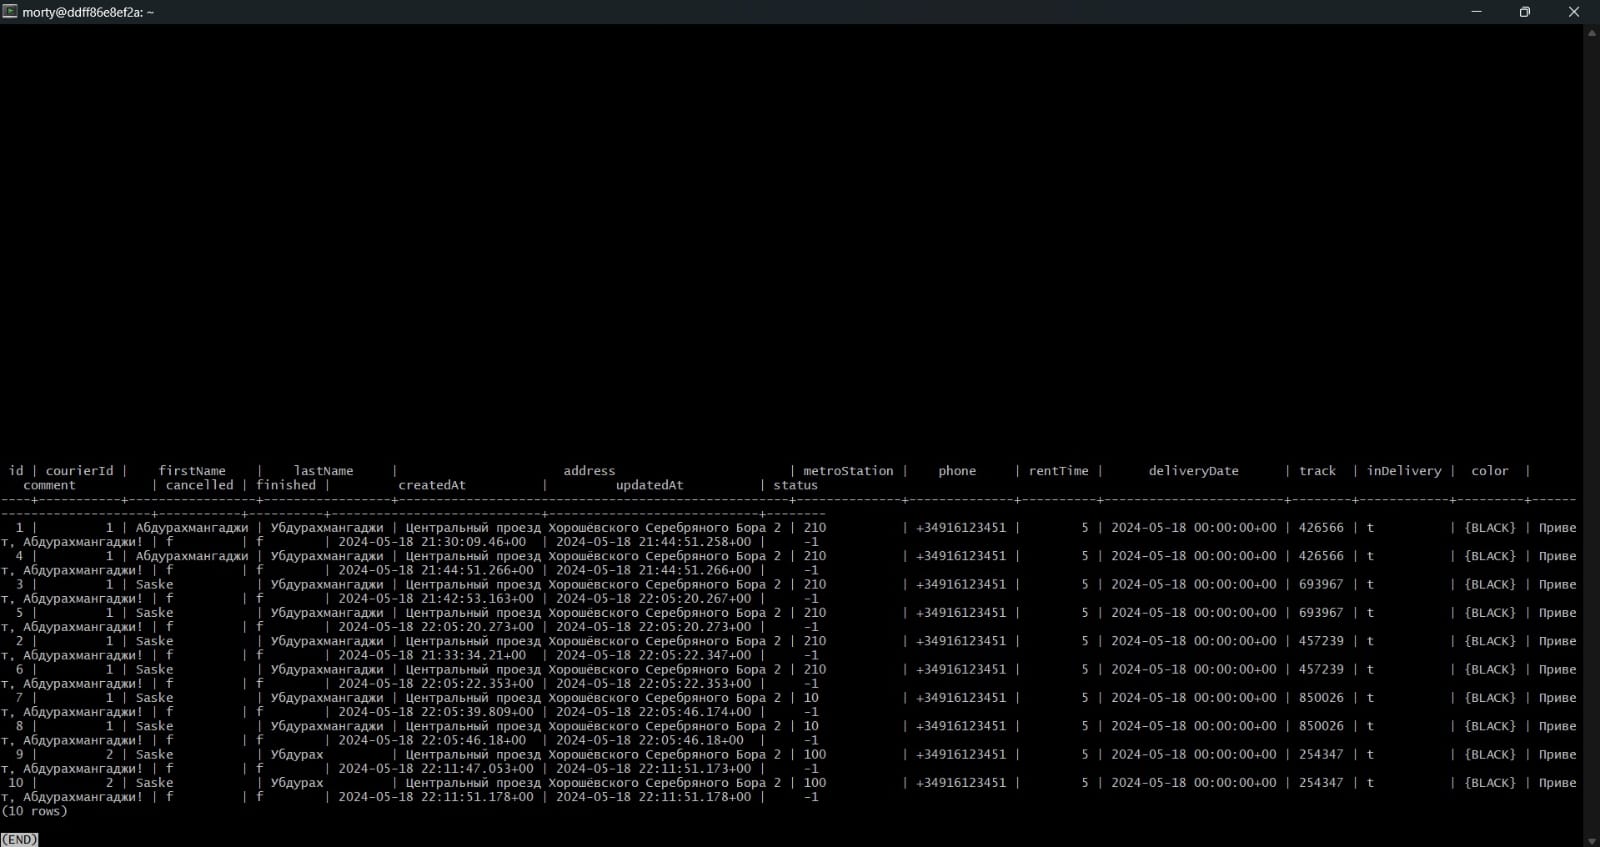 morty@ddff86e8ef2a: ~
id | courierId | firstName | lastName | address | metroStation | phone | rentTime | deliveryDate | track | inDelivery | color |
comment | cancelled | finished | createdAt | updatedAt | status
----+-----------+------------------+-----------------+----------------------------------------------------+--------------+--------------+----------+------------------------+--------+------------+---------+------
--------------------+-----------+----------+----------------------------+----------------------------+--------
1 | 1 | Абдурахмангаджи | Убдурахмангаджи | Центральный проезд Хорошёвского Серебряного Бора 2 | 210 | +34916123451 | 5 | 2024-05-18 00:00:00+00 | 426566 | t | {BLACK} | Приве
т, Абдурахмангаджи! | f | f | 2024-05-18 21:30:09.46+00 | 2024-05-18 21:44:51.258+00 | -1
4 | 1 | Абдурахмангаджи | Убдурахмангаджи | Центральный проезд Хорошёвского Серебряного Бора 2 | 210 | +34916123451 | 5 | 2024-05-18 00:00:00+00 | 426566 | t | {BLACK} | Приве
т, Абдурахмангаджи! | f | f | 2024-05-18 21:44:51.266+00 | 2024-05-18 21:44:51.266+00 | -1
3 | 1 | Saske | Убдурахмангаджи | Центральный проезд Хорошёвского Серебряного Бора 2 | 210 | +34916123451 | 5 | 2024-05-18 00:00:00+00 | 693967 | t | {BLACK} | Приве
т, Абдурахмангаджи! | f | f | 2024-05-18 21:42:53.163+00 | 2024-05-18 22:05:20.267+00 | -1
5 | 1 | Saske | Убдурахмангаджи | Центральный проезд Хорошёвского Серебряного Бора 2 | 210 | +34916123451 | 5 | 2024-05-18 00:00:00+00 | 693967 | t | {BLACK} | Приве
т, Абдурахмангаджи! | f | f | 2024-05-18 22:05:20.273+00 | 2024-05-18 22:05:20.273+00 | -1
2 | 1 | Saske | Убдурахмангаджи | Центральный проезд Хорошёвского Серебряного Бора 2 | 210 | +34916123451 | 5 | 2024-05-18 00:00:00+00 | 457239 | t | {BLACK} | Приве
т, Абдурахмангаджи! | f | f | 2024-05-18 21:33:34.21+00 | 2024-05-18 22:05:22.347+00 | -1
6 | 1 | Saske | Убдурахмангаджи | Центральный проезд Хорошёвского Серебряного Бора 2 | 210 | +34916123451 | 5 | 2024-05-18 00:00:00+00 | 457239 | t | {BLACK} | Приве
т, Абдурахмангаджи! | f | f | 2024-05-18 22:05:22.353+00 | 2024-05-18 22:05:22.353+00 | -1
7 | 1 | Saske | Убдурахмангаджи | Центральный проезд Хорошёвского Серебряного Бора 2 | 10 | +34916123451 | 5 | 2024-05-18 00:00:00+00 | 850026 | t | {BLACK} | Приве
т, Абдурахмангаджи! | f | f | 2024-05-18 22:05:39.809+00 | 2024-05-18 22:05:46.174+00 | -1
8 | 1 | Saske | Убдурахмангаджи | Центральный проезд Хорошёвского Серебряного Бора 2 | 10 | +34916123451 | 5 | 2024-05-18 00:00:00+00 | 850026 | t | {BLACK} | Приве
т, Абдурахмангаджи! | f | f | 2024-05-18 22:05:46.18+00 | 2024-05-18 22:05:46.18+00 | -1
9 | 2 | Saske | Убдурах | Центральный проезд Хорошёвского Серебряного Бора 2 | 100 | +34916123451 | 5 | 2024-05-18 00:00:00+00 | 254347 | t | {BLACK} | Приве
т, Абдурахмангаджи! | f | f | 2024-05-18 22:11:47.053+00 | 2024-05-18 22:11:51.173+00 | -1
10 | 2 | Saske | Убдурах | Центральный проезд Хорошёвского Серебряного Бора 2 | 100 | +34916123451 | 5 | 2024-05-18 00:00:00+00 | 254347 | t | {BLACK} | Приве
т, Абдурахмангаджи! | f | f | 2024-05-18 22:11:51.178+00 | 2024-05-18 22:11:51.178+00 | -1
(10 rows)
(END)